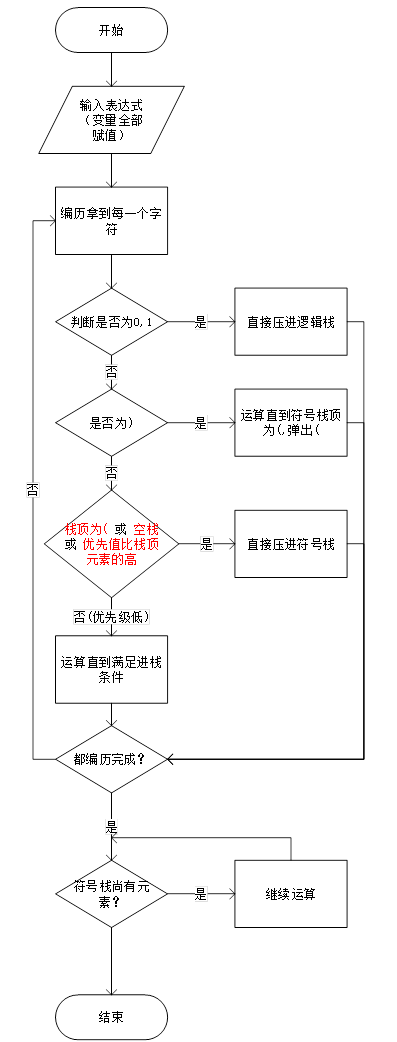 开始
输入表达式
（变量全部
赋值）
编历拿到每一个字
符
判断是否为0,1
是
直接压进逻辑栈
否
是否为)
是
运算直到符号栈顶
为(,弹出(
否
否
栈顶为( 或 空栈
或 优先值比栈顶
元素的高
是
直接压进符号栈
否(优先级低)
运算直到满足进栈
条件
都编历完成？
是
符号栈尚有元
素？
是
继续运算
结束